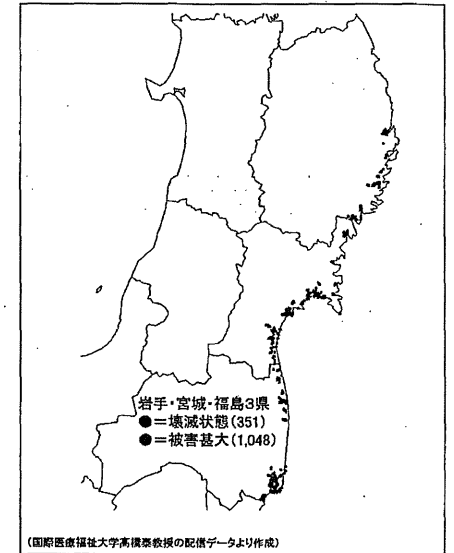 岩手・宮城・福島3県
●=壊滅状態(351)
●=被害甚大(1,048)
(国際医療福祉大学高橋泰教授の配信データより作成)